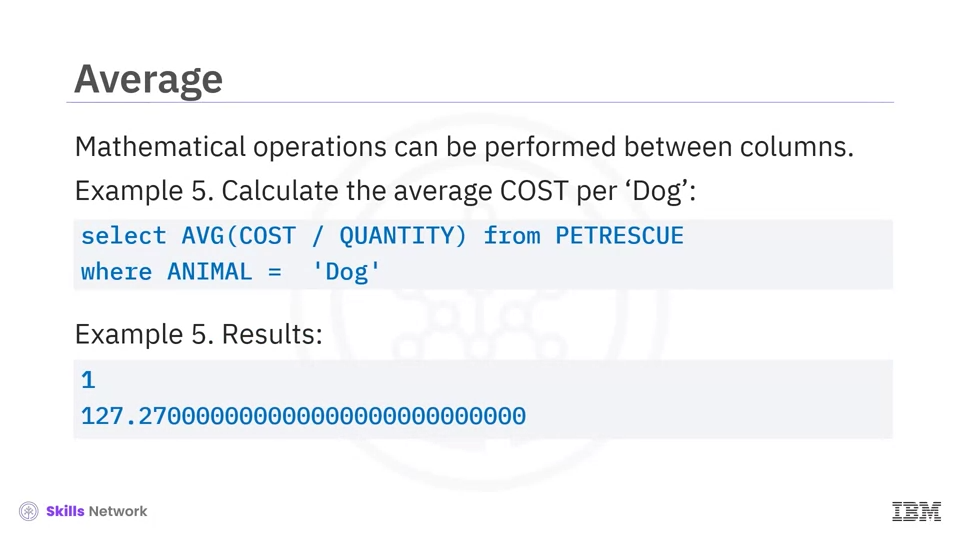 Average
Mathematical operations can be performed between columns.
Example 5. Calculate the average COST per ‘Dog’:
select AVG(COST / QUANTITY) from PETRESCUE
where ANIMAL =  'Dog'
Example 5. Results:
1
127.2700000000000000000000000
Skills Network
IBM